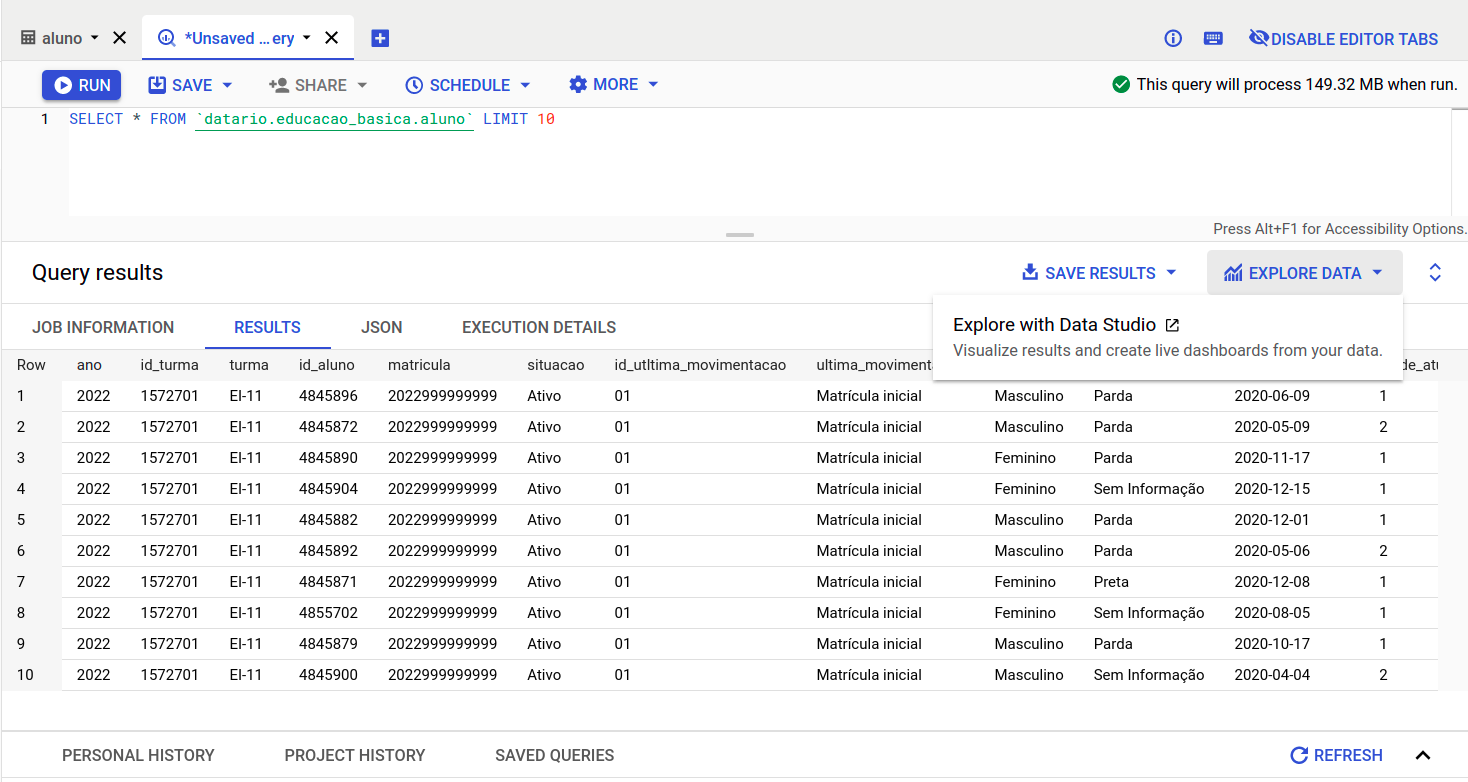 aluno *Unsaved ...ery DISABLE EDITOR TABS
RUN SAVE SHARE SCHEDULE MORE This query will process 149.32 MB when run.
1 SELECT * FROM `datario.educacao_basica.aluno` LIMIT 10
Press Alt+F1 for Accessibility Options.
Query results SAVE RESULTS EXPLORE DATA
Explore with Data Studio
Visualize results and create live dashboards from your data.
JOB INFORMATION RESULTS JSON EXECUTION DETAILS
Row ano id_turma turma id_aluno matricula situacao id_utltima_movimentacao ultima_moviment de_atu
1 2022 1572701 EI-11 4845896 2022999999999 Ativo 01 Matrícula inicial Masculino Parda 2020-06-09 1
2 2022 1572701 EI-11 4845872 2022999999999 Ativo 01 Matrícula inicial Masculino Parda 2020-05-09 2
3 2022 1572701 EI-11 4845890 2022999999999 Ativo 01 Matrícula inicial Feminino Parda 2020-11-17 1
4 2022 1572701 EI-11 4845904 2022999999999 Ativo 01 Matrícula inicial Feminino Sem Informação 2020-12-15 1
5 2022 1572701 EI-11 4845882 2022999999999 Ativo 01 Matrícula inicial Masculino Parda 2020-12-01 1
6 2022 1572701 EI-11 4845892 2022999999999 Ativo 01 Matrícula inicial Masculino Parda 2020-05-06 2
7 2022 1572701 EI-11 4845871 2022999999999 Ativo 01 Matrícula inicial Feminino Preta 2020-12-08 1
8 2022 1572701 EI-11 4855702 2022999999999 Ativo 01 Matrícula inicial Feminino Sem Informação 2020-08-05 1
9 2022 1572701 EI-11 4845879 2022999999999 Ativo 01 Matrícula inicial Masculino Parda 2020-10-17 1
10 2022 1572701 EI-11 4845900 2022999999999 Ativo 01 Matrícula inicial Masculino Sem Informação 2020-04-04 2
PERSONAL HISTORY PROJECT HISTORY SAVED QUERIES REFRESH